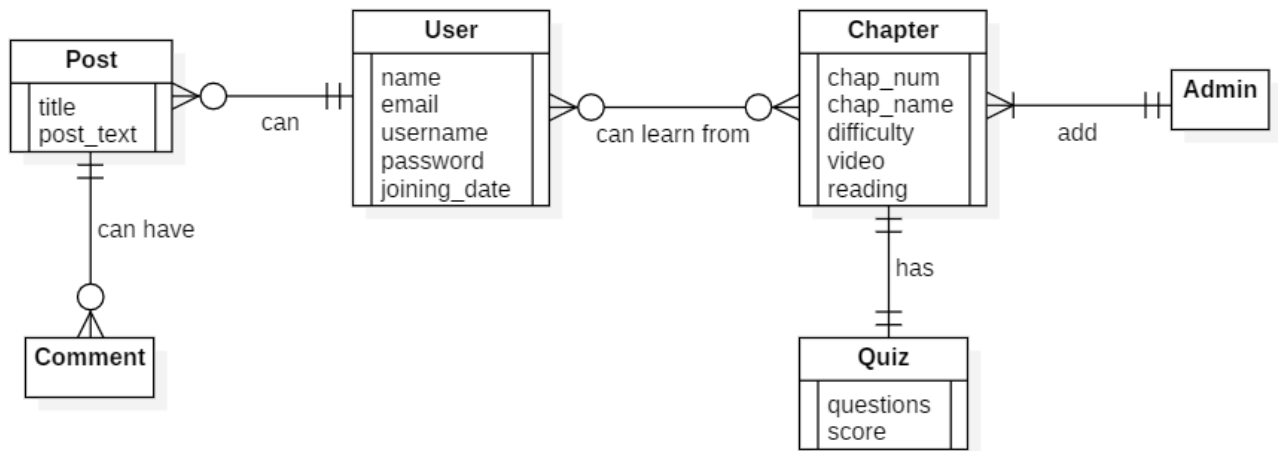 Post
title
post_text
can
User
name
email
username
password
joining_date
can learn from
Chapter
chap_num
chap_name
difficulty
video
reading
add
Admin
can have
Comment
has
Quiz
questions
score